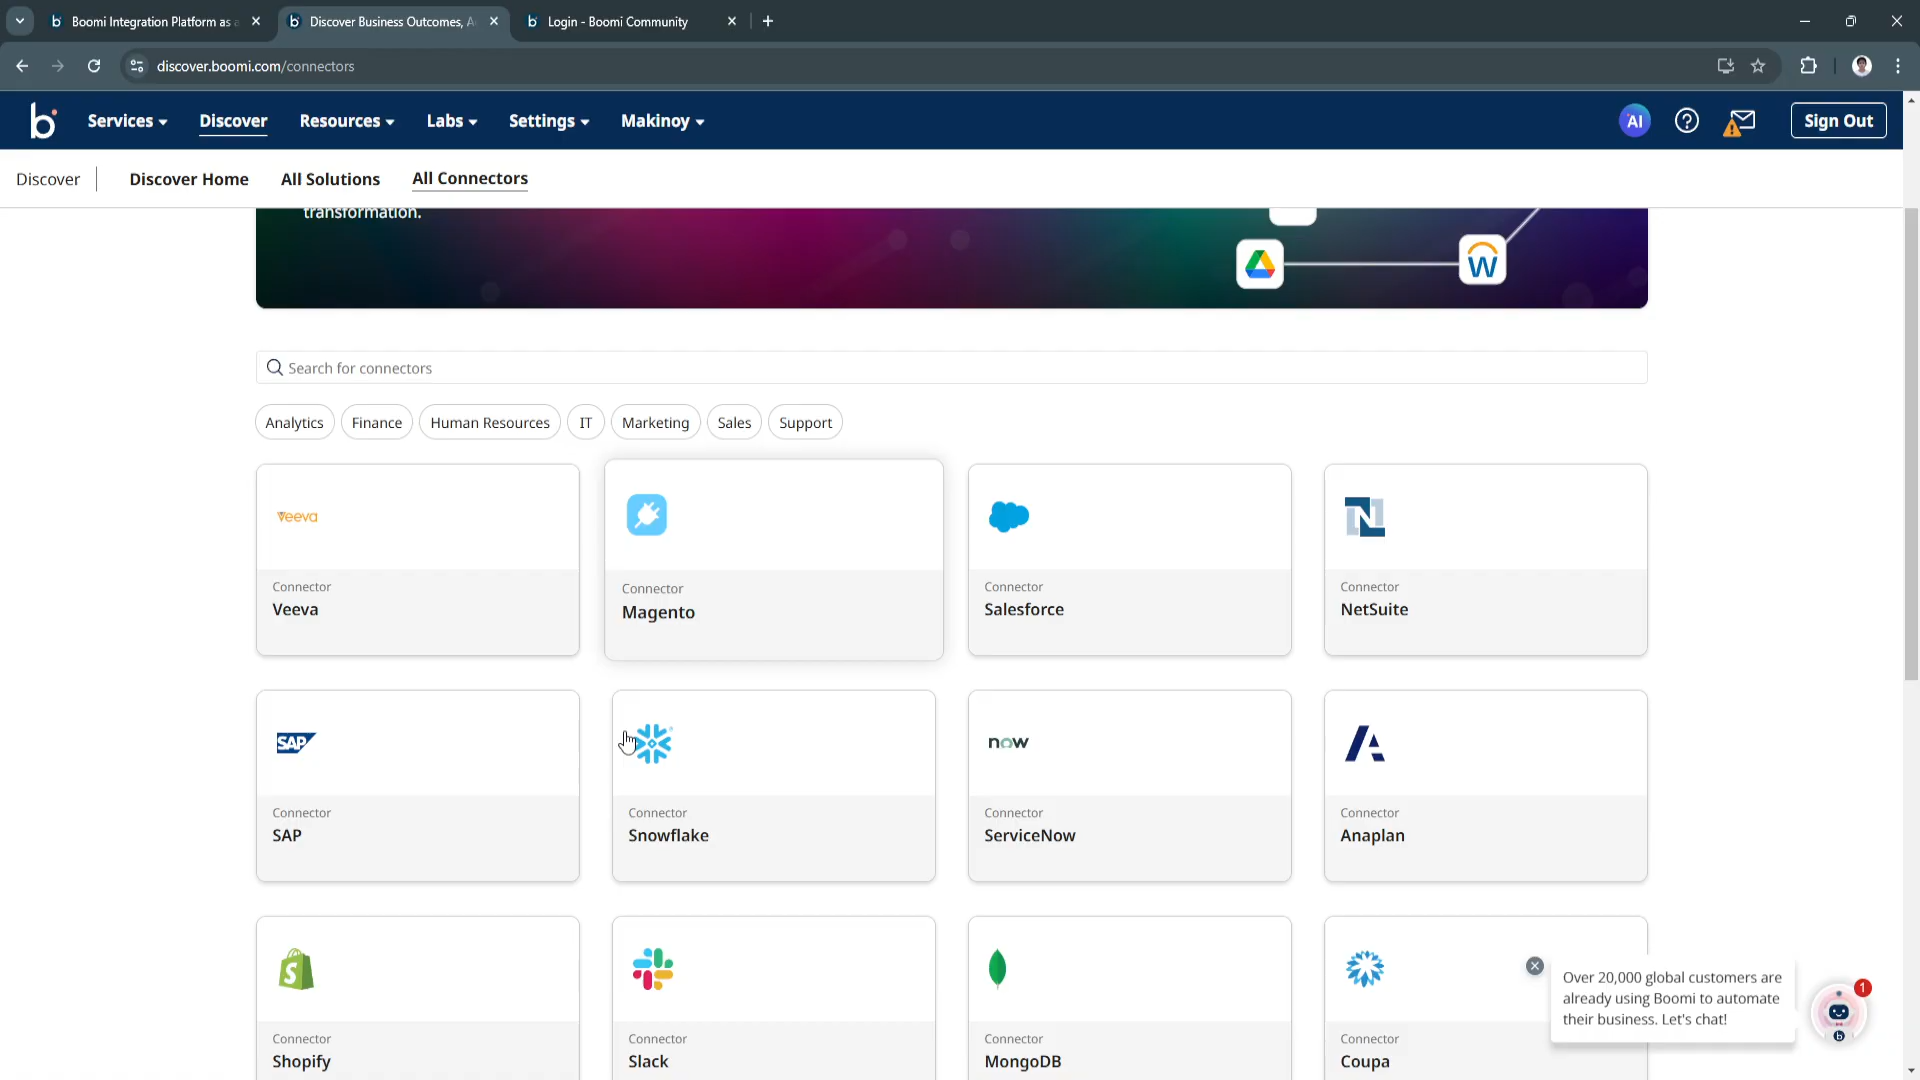 Boomi Integration Platform as a
Discover Business Outcomes, A
Login - Boomi Community
discover.boomi.com/connectors
b
Services
Discover
Resources
Labs
Settings
Makinoy
AI
Sign Out
Discover
Discover Home
All Solutions
All Connectors
transformation.
W
Search for connectors
Analytics
Finance
Human Resources
IT
Marketing
Sales
Support
Veeva
Connector
Veeva
Connector
Magento
Connector
Salesforce
N
Connector
NetSuite
SAP
Connector
SAP
Connector
Snowflake
now
Connector
ServiceNow
Connector
Anaplan
S
Connector
Shopify
Connector
Slack
Connector
MongoDB
Connector
Coupa
Over 20,000 global customers are
already using Boomi to automate
their business. Let's chat!
1
b